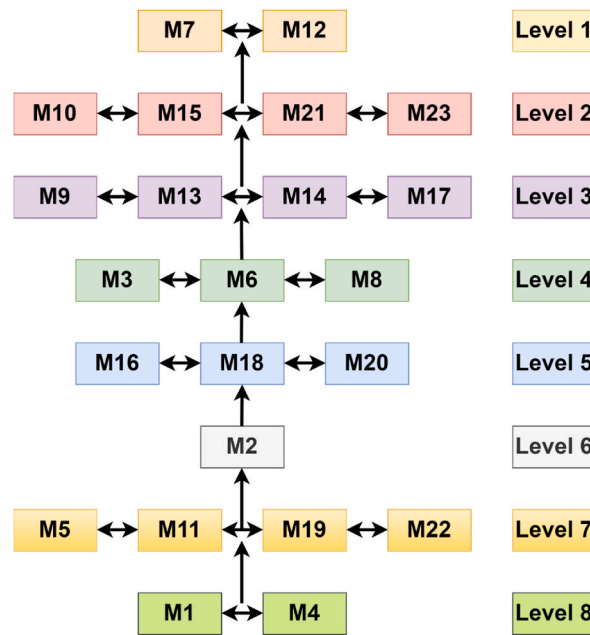 M7 M12 Level 1
M10 M15 M21 M23 Level 2
M9 M13 M14 M17 Level 3
M3 M6 M8 Level 4
M16 M18 M20 Level 5
M2 Level 6
M5 M11 M19 M22 Level 7
M1 M4 Level 8